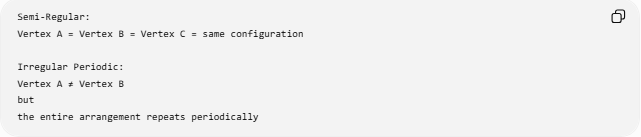 Semi-Regular:
Vertex A = Vertex B = Vertex C = same configuration
Irregular Periodic:
Vertex A ≠ Vertex B
but
the entire arrangement repeats periodically